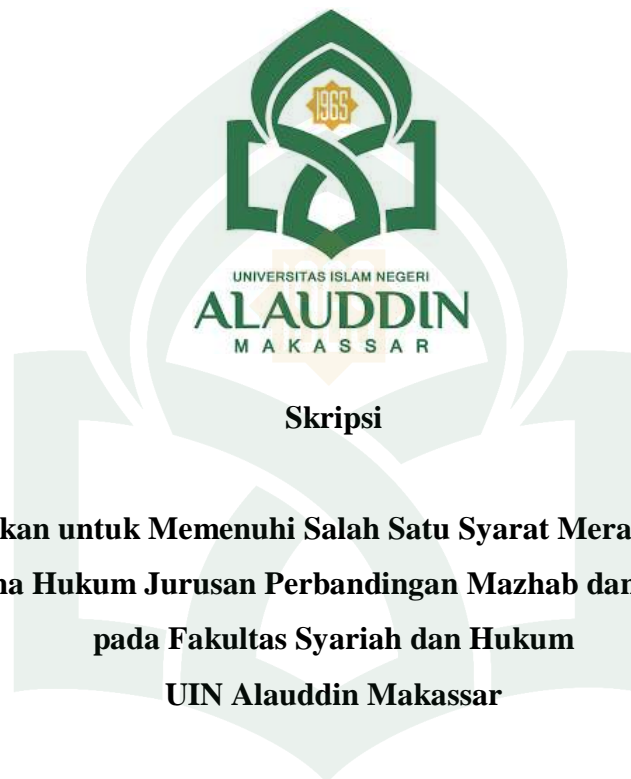 1965
UNIVERSITAS ISLAM NEGERI
ALAUDDIN
MAKASSAR
Skripsi
kan untuk Memenuhi Salah Satu Syarat Mera
na Hukum Jurusan Perbandingan Mazhab dan
pada Fakultas Syariah dan Hukum
UIN Alauddin Makassar